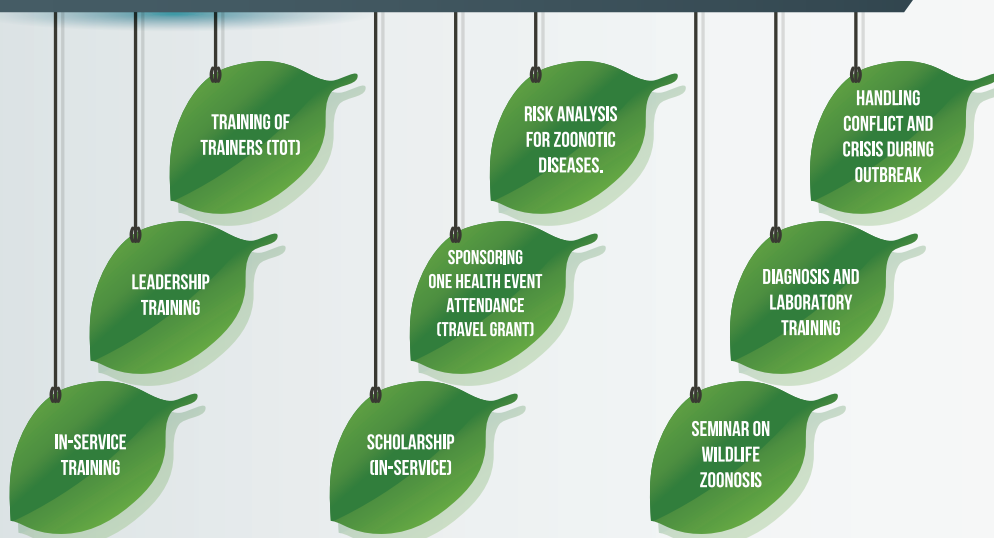 TRAINING OF
TRAINERS (TOT)
RISK ANALYSIS
FOR ZOONOTIC
DISEASES.
HANDLING
CONFLICT AND
CRISIS DURING
OUTBREAK
LEADERSHIP
TRAINING
SPONSORING
ONE HEALTH EVENT
ATTENDANCE
(TRAVEL GRANT)
DIAGNOSIS AND
LABORATORY
TRAINING
IN-SERVICE
TRAINING
SCHOLARSHIP
(IN-SERVICE)
SEMINAR ON
WILDLIFE
ZOONOSIS